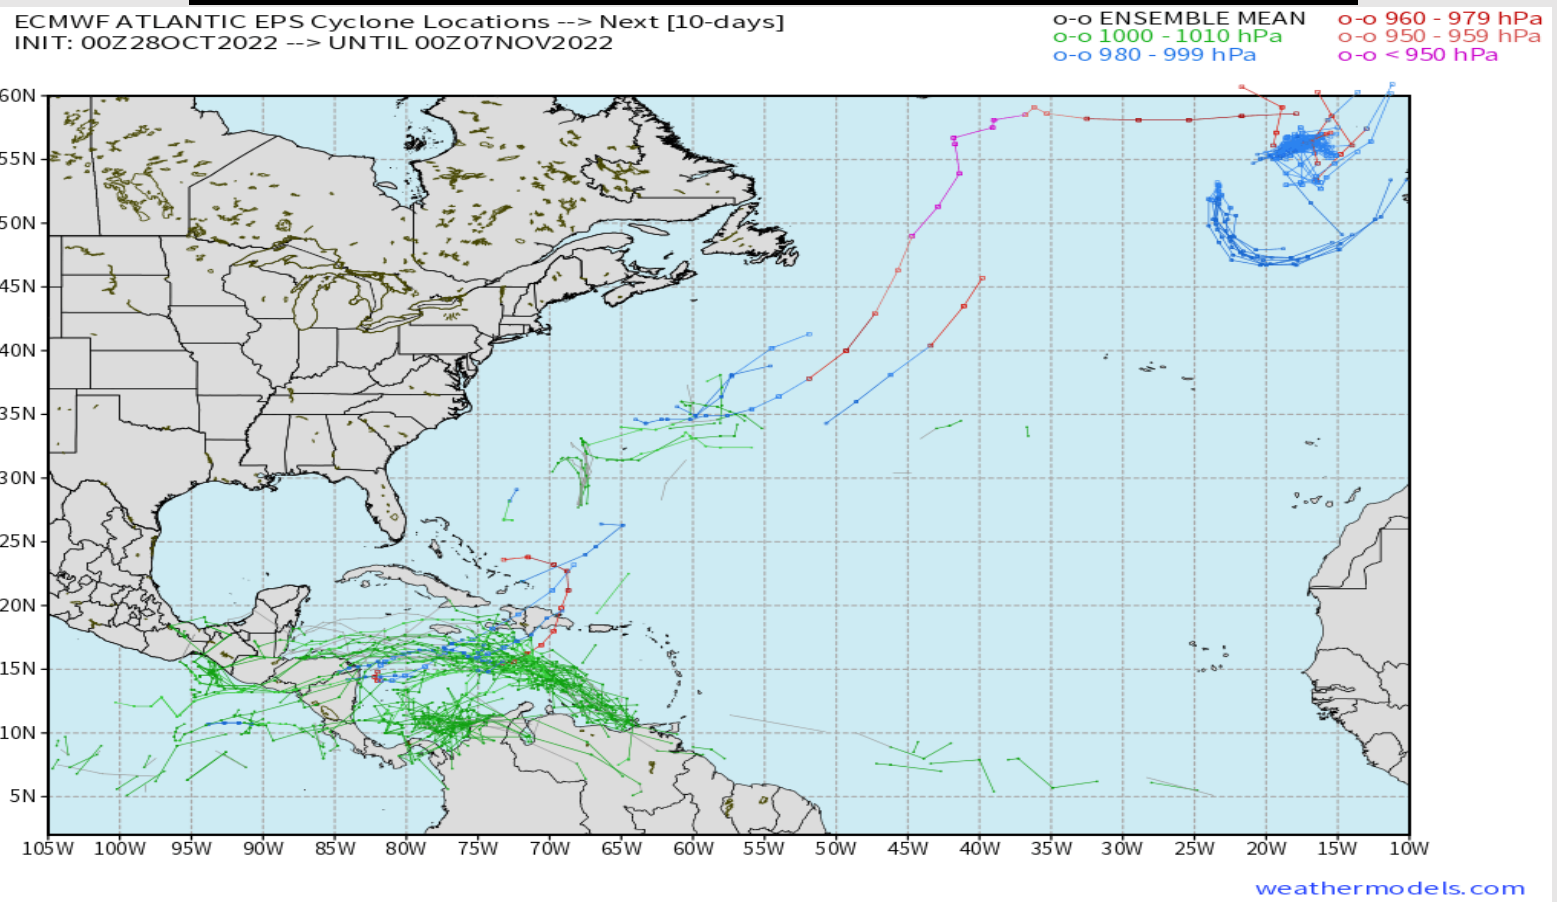 ECMWF ATLANTIC EPS Cyclone Locations --> Next [10-days]
INIT: 00Z28OCT2022 --> UNTIL 00Z07NOV2022
o-o ENSEMBLE MEAN
o-o 1000 - 1010 hPa
o-o 980 - 999 hPa
o-o 960 - 979 hPa
o-o 950 - 959 hPa
o-o < 950 hPa
60N
55N
50N
45N
40N
35N
30N
25N
20N
15N
10N
5N
105W 100W 95W 90W 85W 80W 75W 70W 65W 60W 55W 50W 45W 40W 35W 30W 25W 20W 15W 10W
weathermodels.com